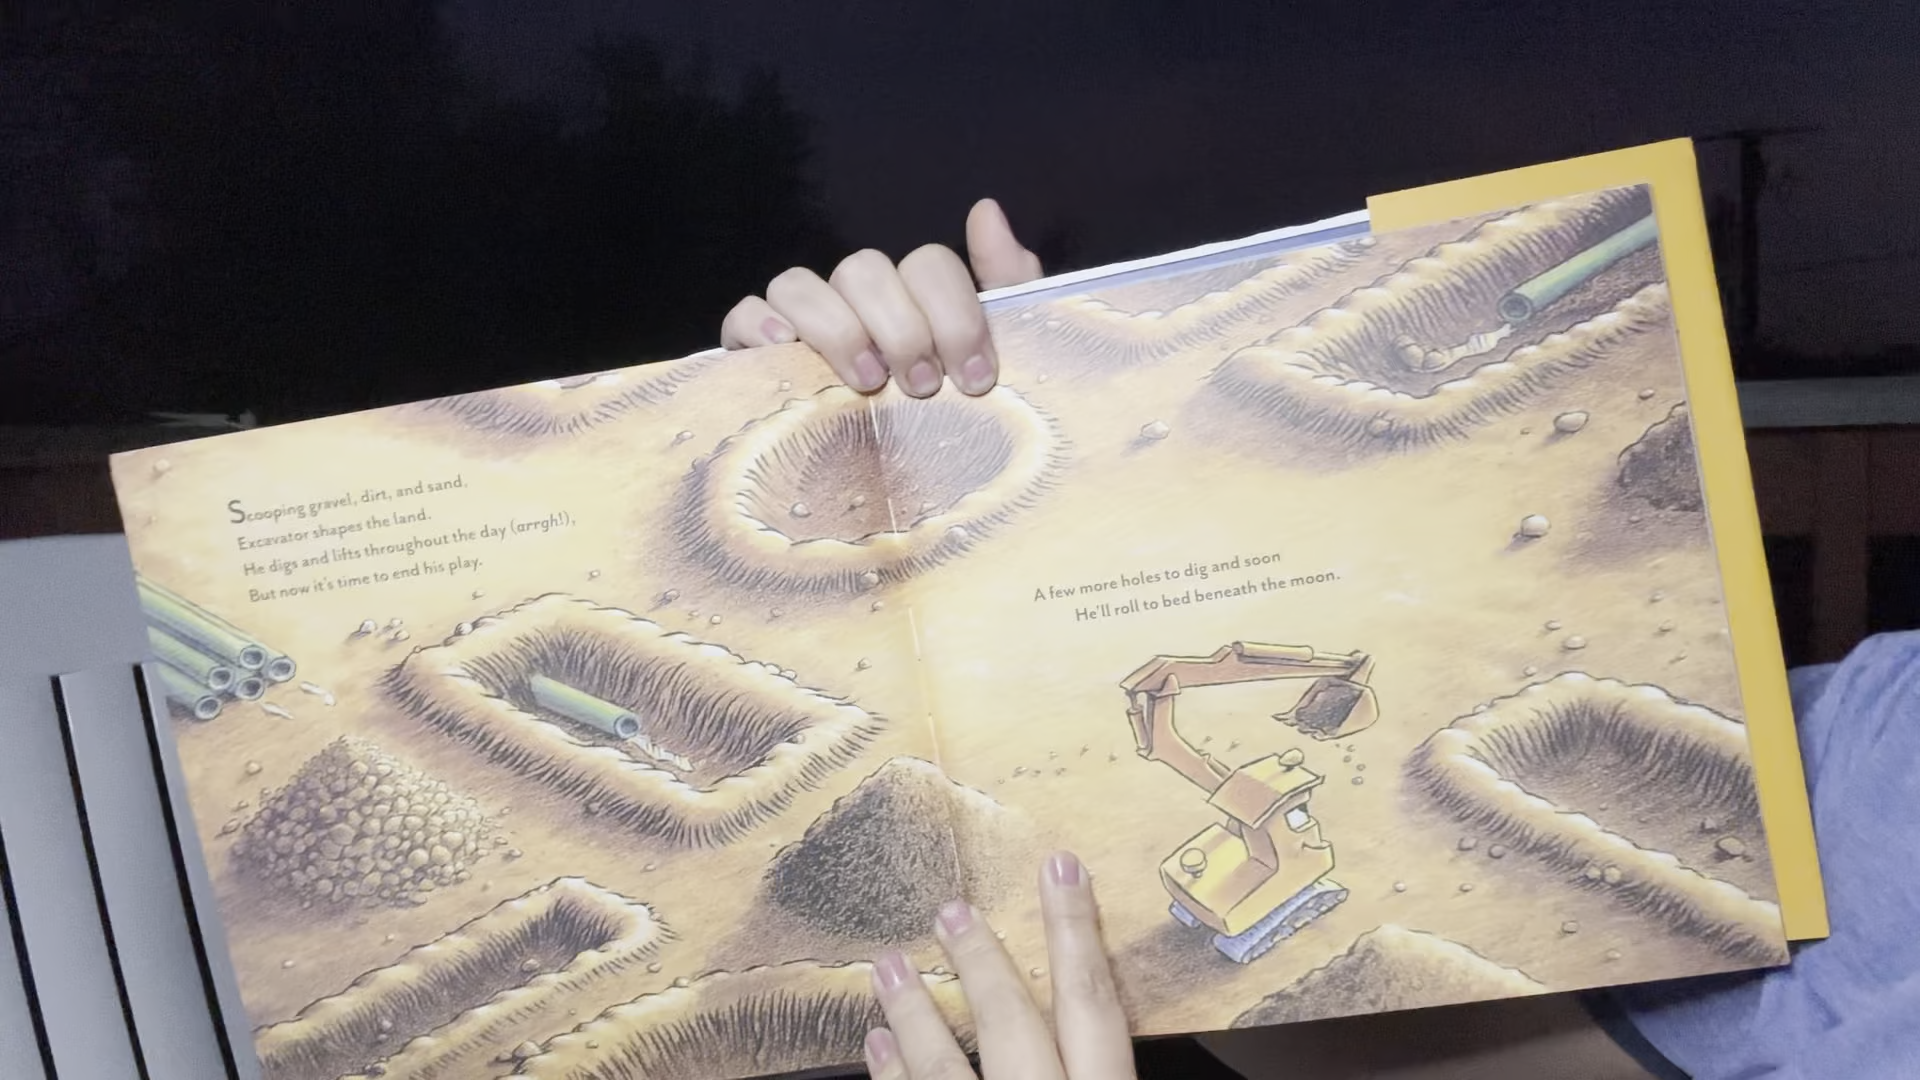 Scooping gravel, dirt, and sand,
Excavator shapes the land.
He digs and lifts throughout the day (arrgh!),
But now it's time to end his play.
A few more holes to dig and soon
He'll roll to bed beneath the moon.